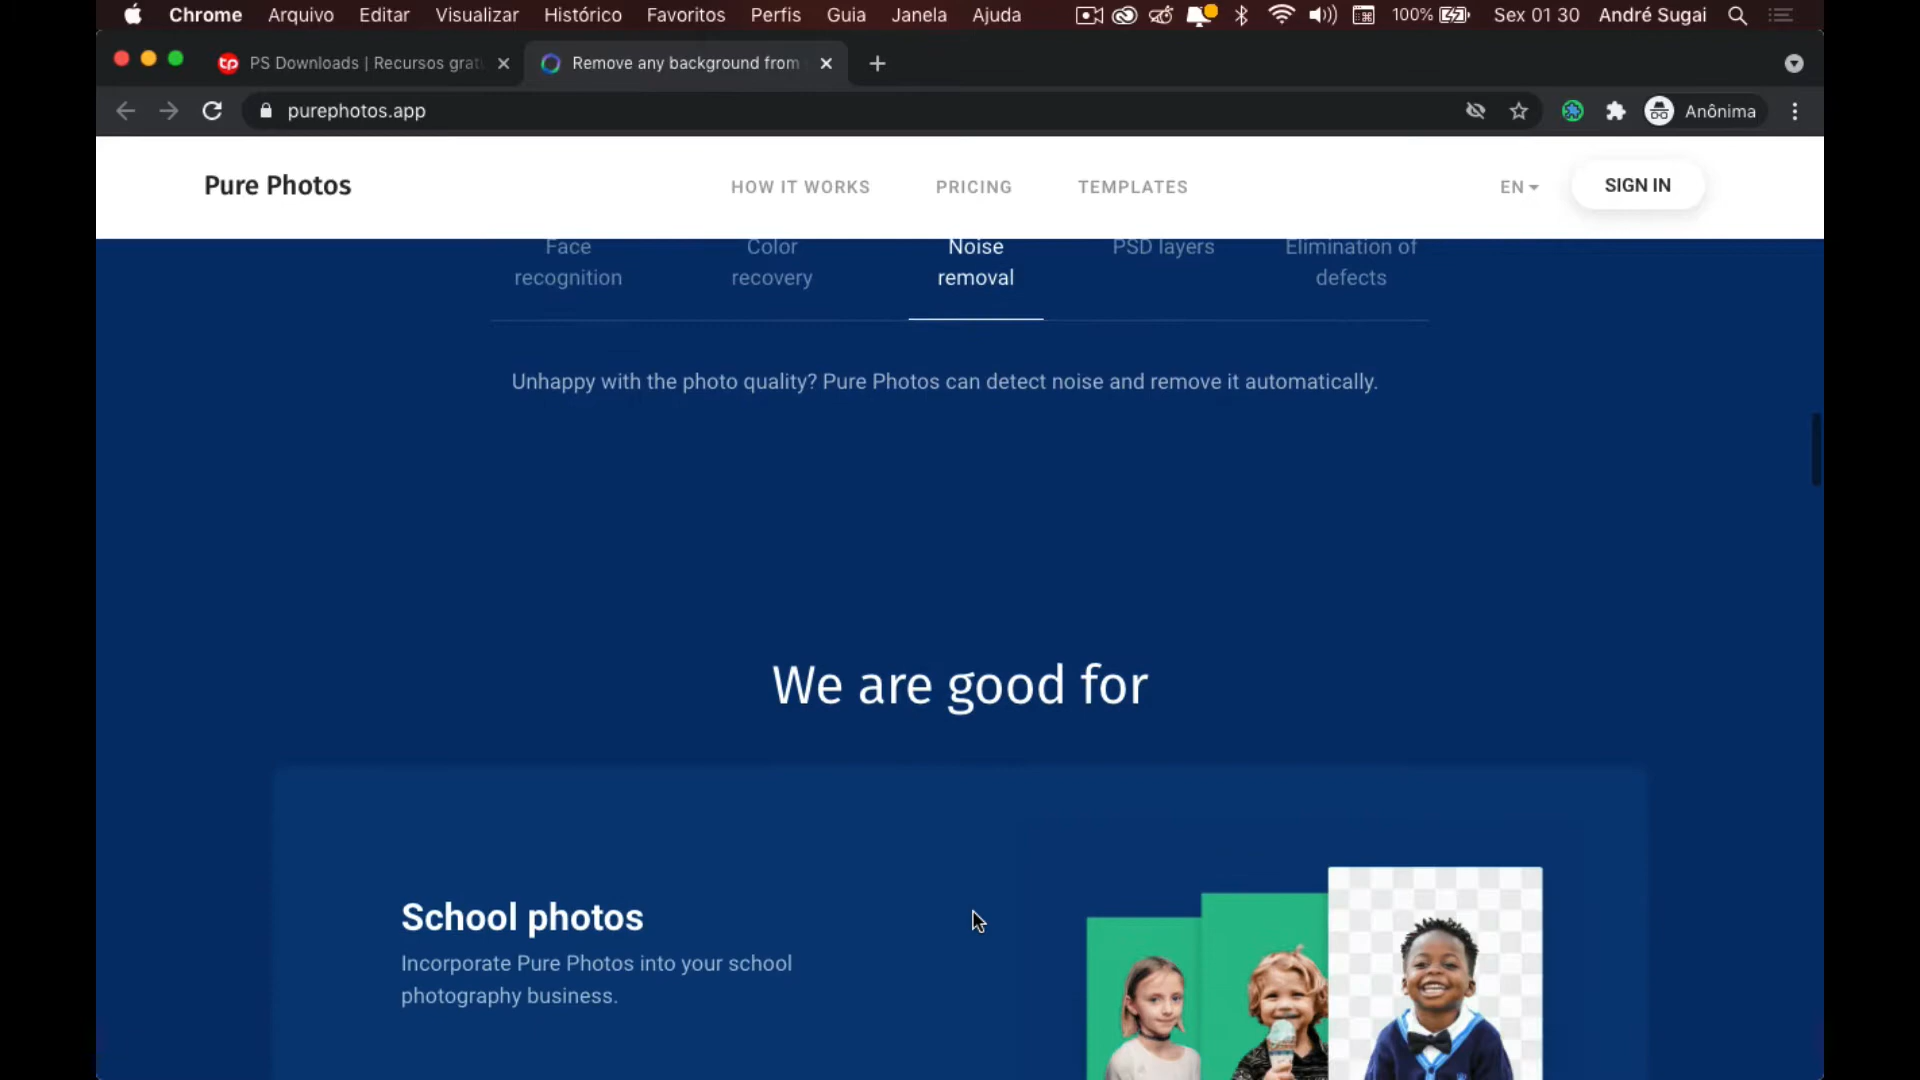 Chrome Arquivo Editar Visualizar Histórico Favoritos Perfis Guia Janela Ajuda 100% Sex 01 30 André Sugai
tp PS Downloads | Recursos grat Remove any background from
purephotos.app Anônima
Pure Photos HOW IT WORKS PRICING TEMPLATES EN SIGN IN
Face Color Noise PSD layers Elimination of
recognition recovery removal defects
Unhappy with the photo quality? Pure Photos can detect noise and remove it automatically.
We are good for
School photos
Incorporate Pure Photos into your school
photography business.